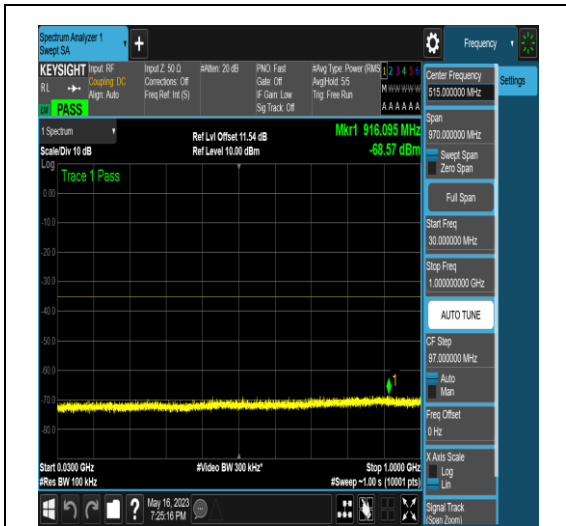 Spectrum Analyzer 1
Swept SA
Frequency
KEYSIGHT
RL
PASS
Input: RF
Coupling: DC
Align: Auto
Input Z: 50 Ω
Corrections: Off
Freq Ref: Int (S)
#Atten: 20 dB
PNO: Fast
Gate: Off
IF Gain: Low
Sig Track: Off
#Avg Type: Power (RMS
Avg|Hold: 5/5
Trig: Free Run
1 2 3 4 5 6
M W W W W W
A A A A A A
1 Spectrum
Scale/Div 10 dB
Ref Lvl Offset 11.54 dB
Ref Level 10.00 dBm
Mkr1 916.095 MHz
-68.57 dBm
Log
Trace 1 Pass
0.00
-10.0
-20.0
-30.0
-40.0
-50.0
-60.0
-70.0
-80.0
1
Start 0.0300 GHz
#Res BW 100 kHz
#Video BW 300 kHz*
Stop 1.0000 GHz
#Sweep ~1.00 s (10001 pts)
May 16, 2023
7:25:16 PM
Center Frequency
515.000000 MHz
Settings
Span
970.000000 MHz
Swept Span
Zero Span
Full Span
Start Freq
30.000000 MHz
Stop Freq
1.000000000 GHz
AUTO TUNE
CF Step
97.000000 MHz
Auto
Man
Freq Offset
0 Hz
X Axis Scale
Log
Lin
Signal Track
(Span Zoom)